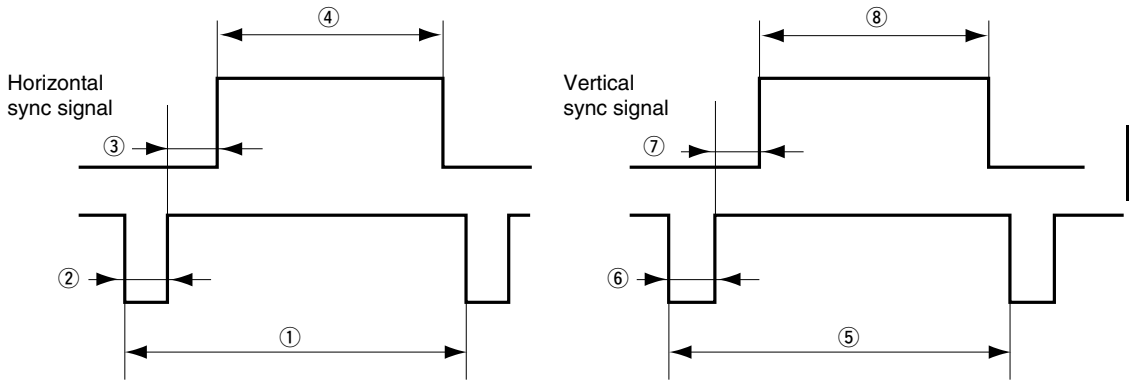 ④
⑧
Horizontal
sync signal
Vertical
sync signal
③
⑦
②
⑥
①
⑤